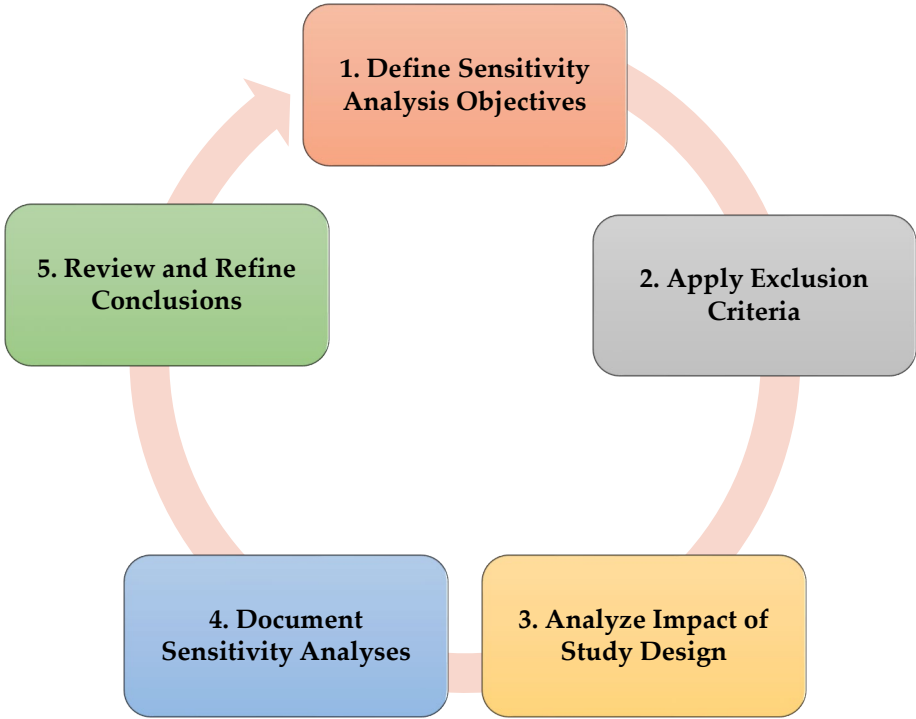 1. Define Sensitivity
Analysis Objectives
2. Apply Exclusion
Criteria
3. Analyze Impact of
Study Design
4. Document
Sensitivity Analyses
5. Review and Refine
Conclusions